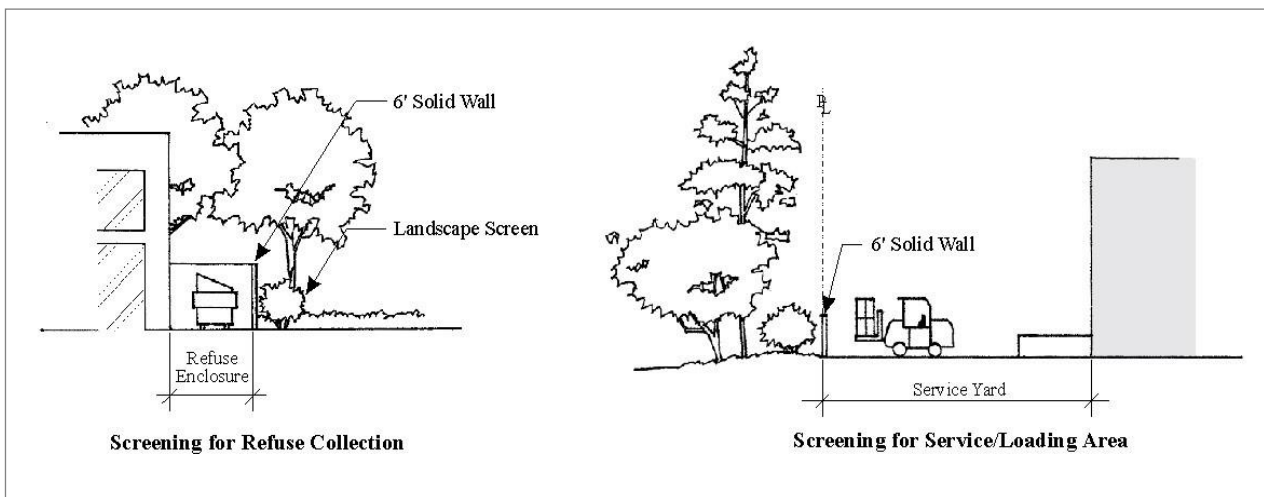 6' Solid Wall
Landscape Screen
Refuse
Enclosure
Screening for Refuse Collection
PL
6' Solid Wall
Service Yard
Screening for Service/Loading Area